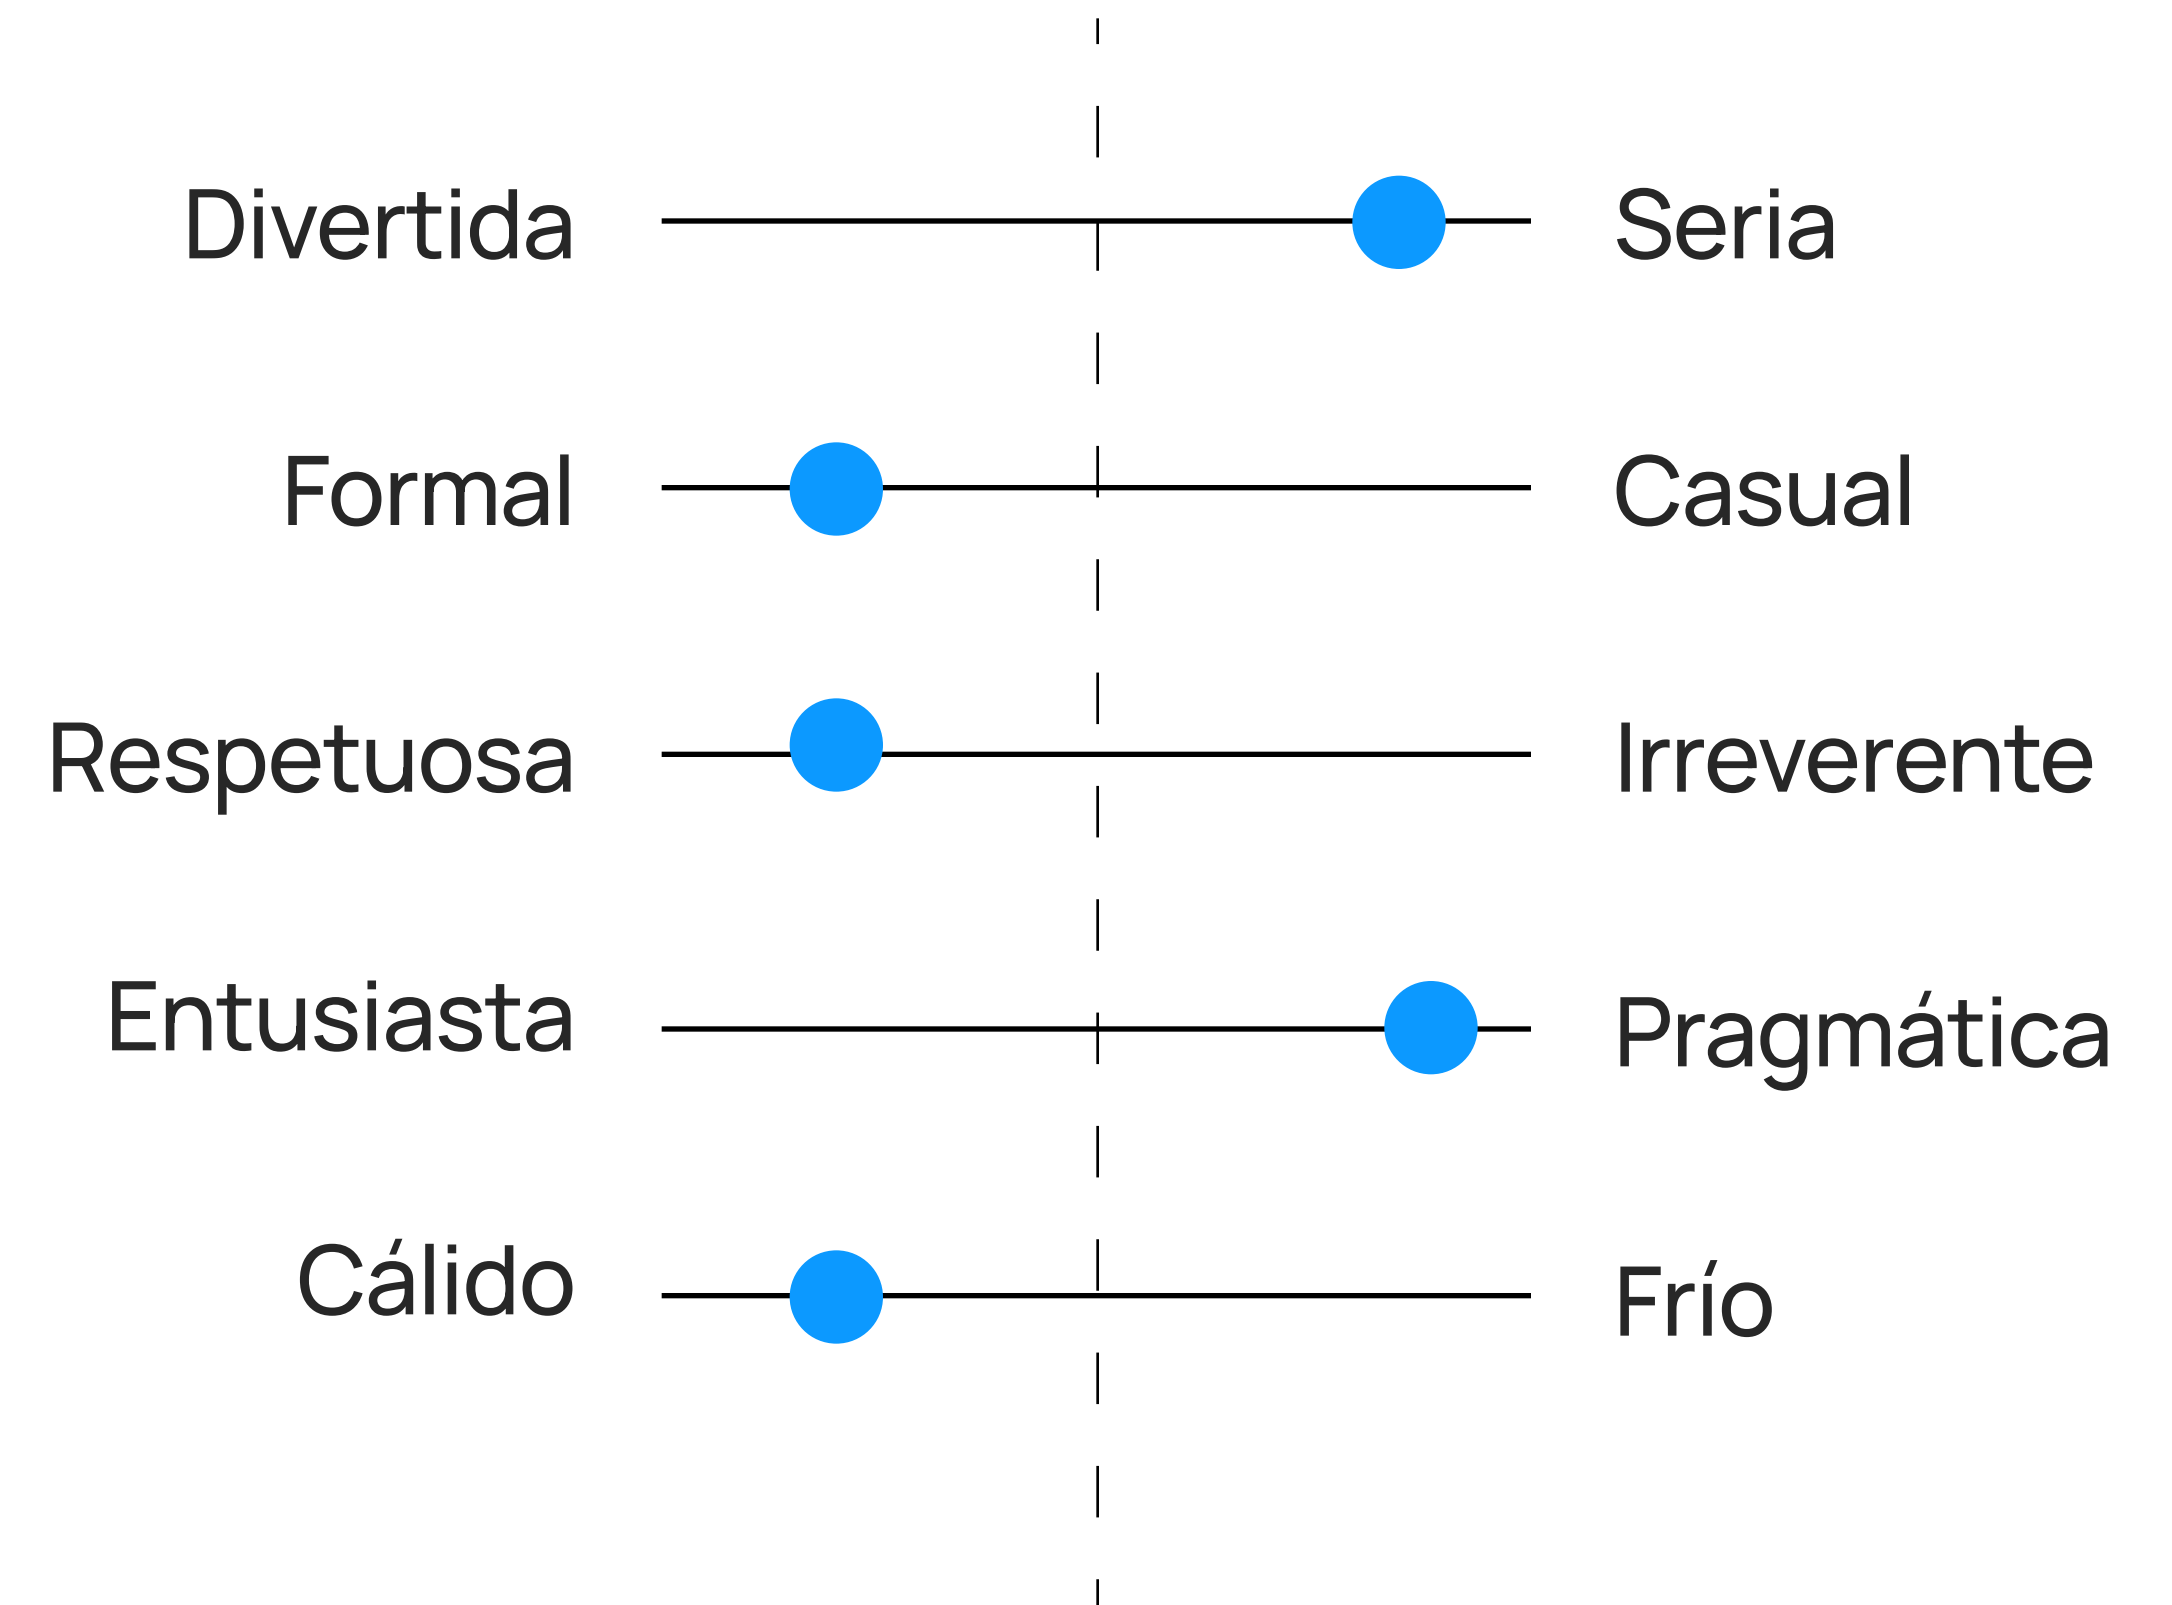 Divertida Seria
Formal Casual
Respetuosa Irreverente
Entusiasta Pragmática
Cálido Frío